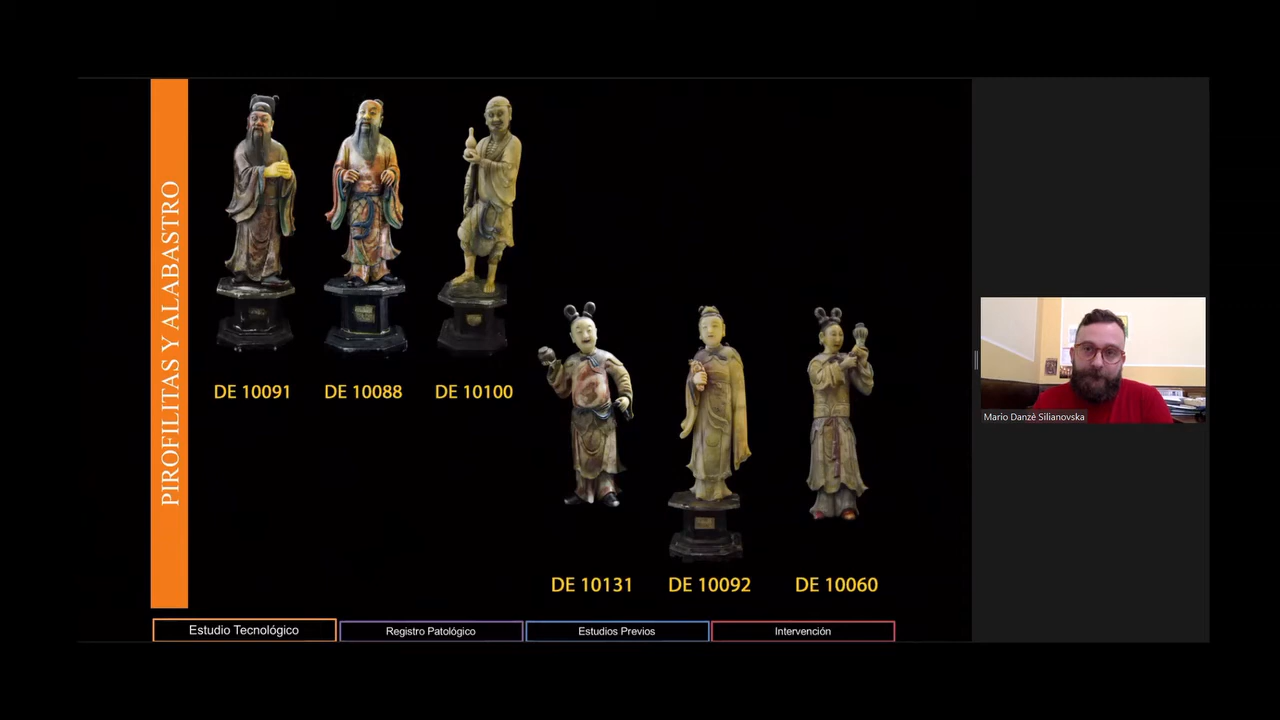 PIROFILITAS Y ALABASTRO
DE 10091
DE 10088
DE 10100
DE 10131
DE 10092
DE 10060
Mario Danzè Silianovska
Estudio Tecnológico
Registro Patológico
Estudios Previos
Intervención